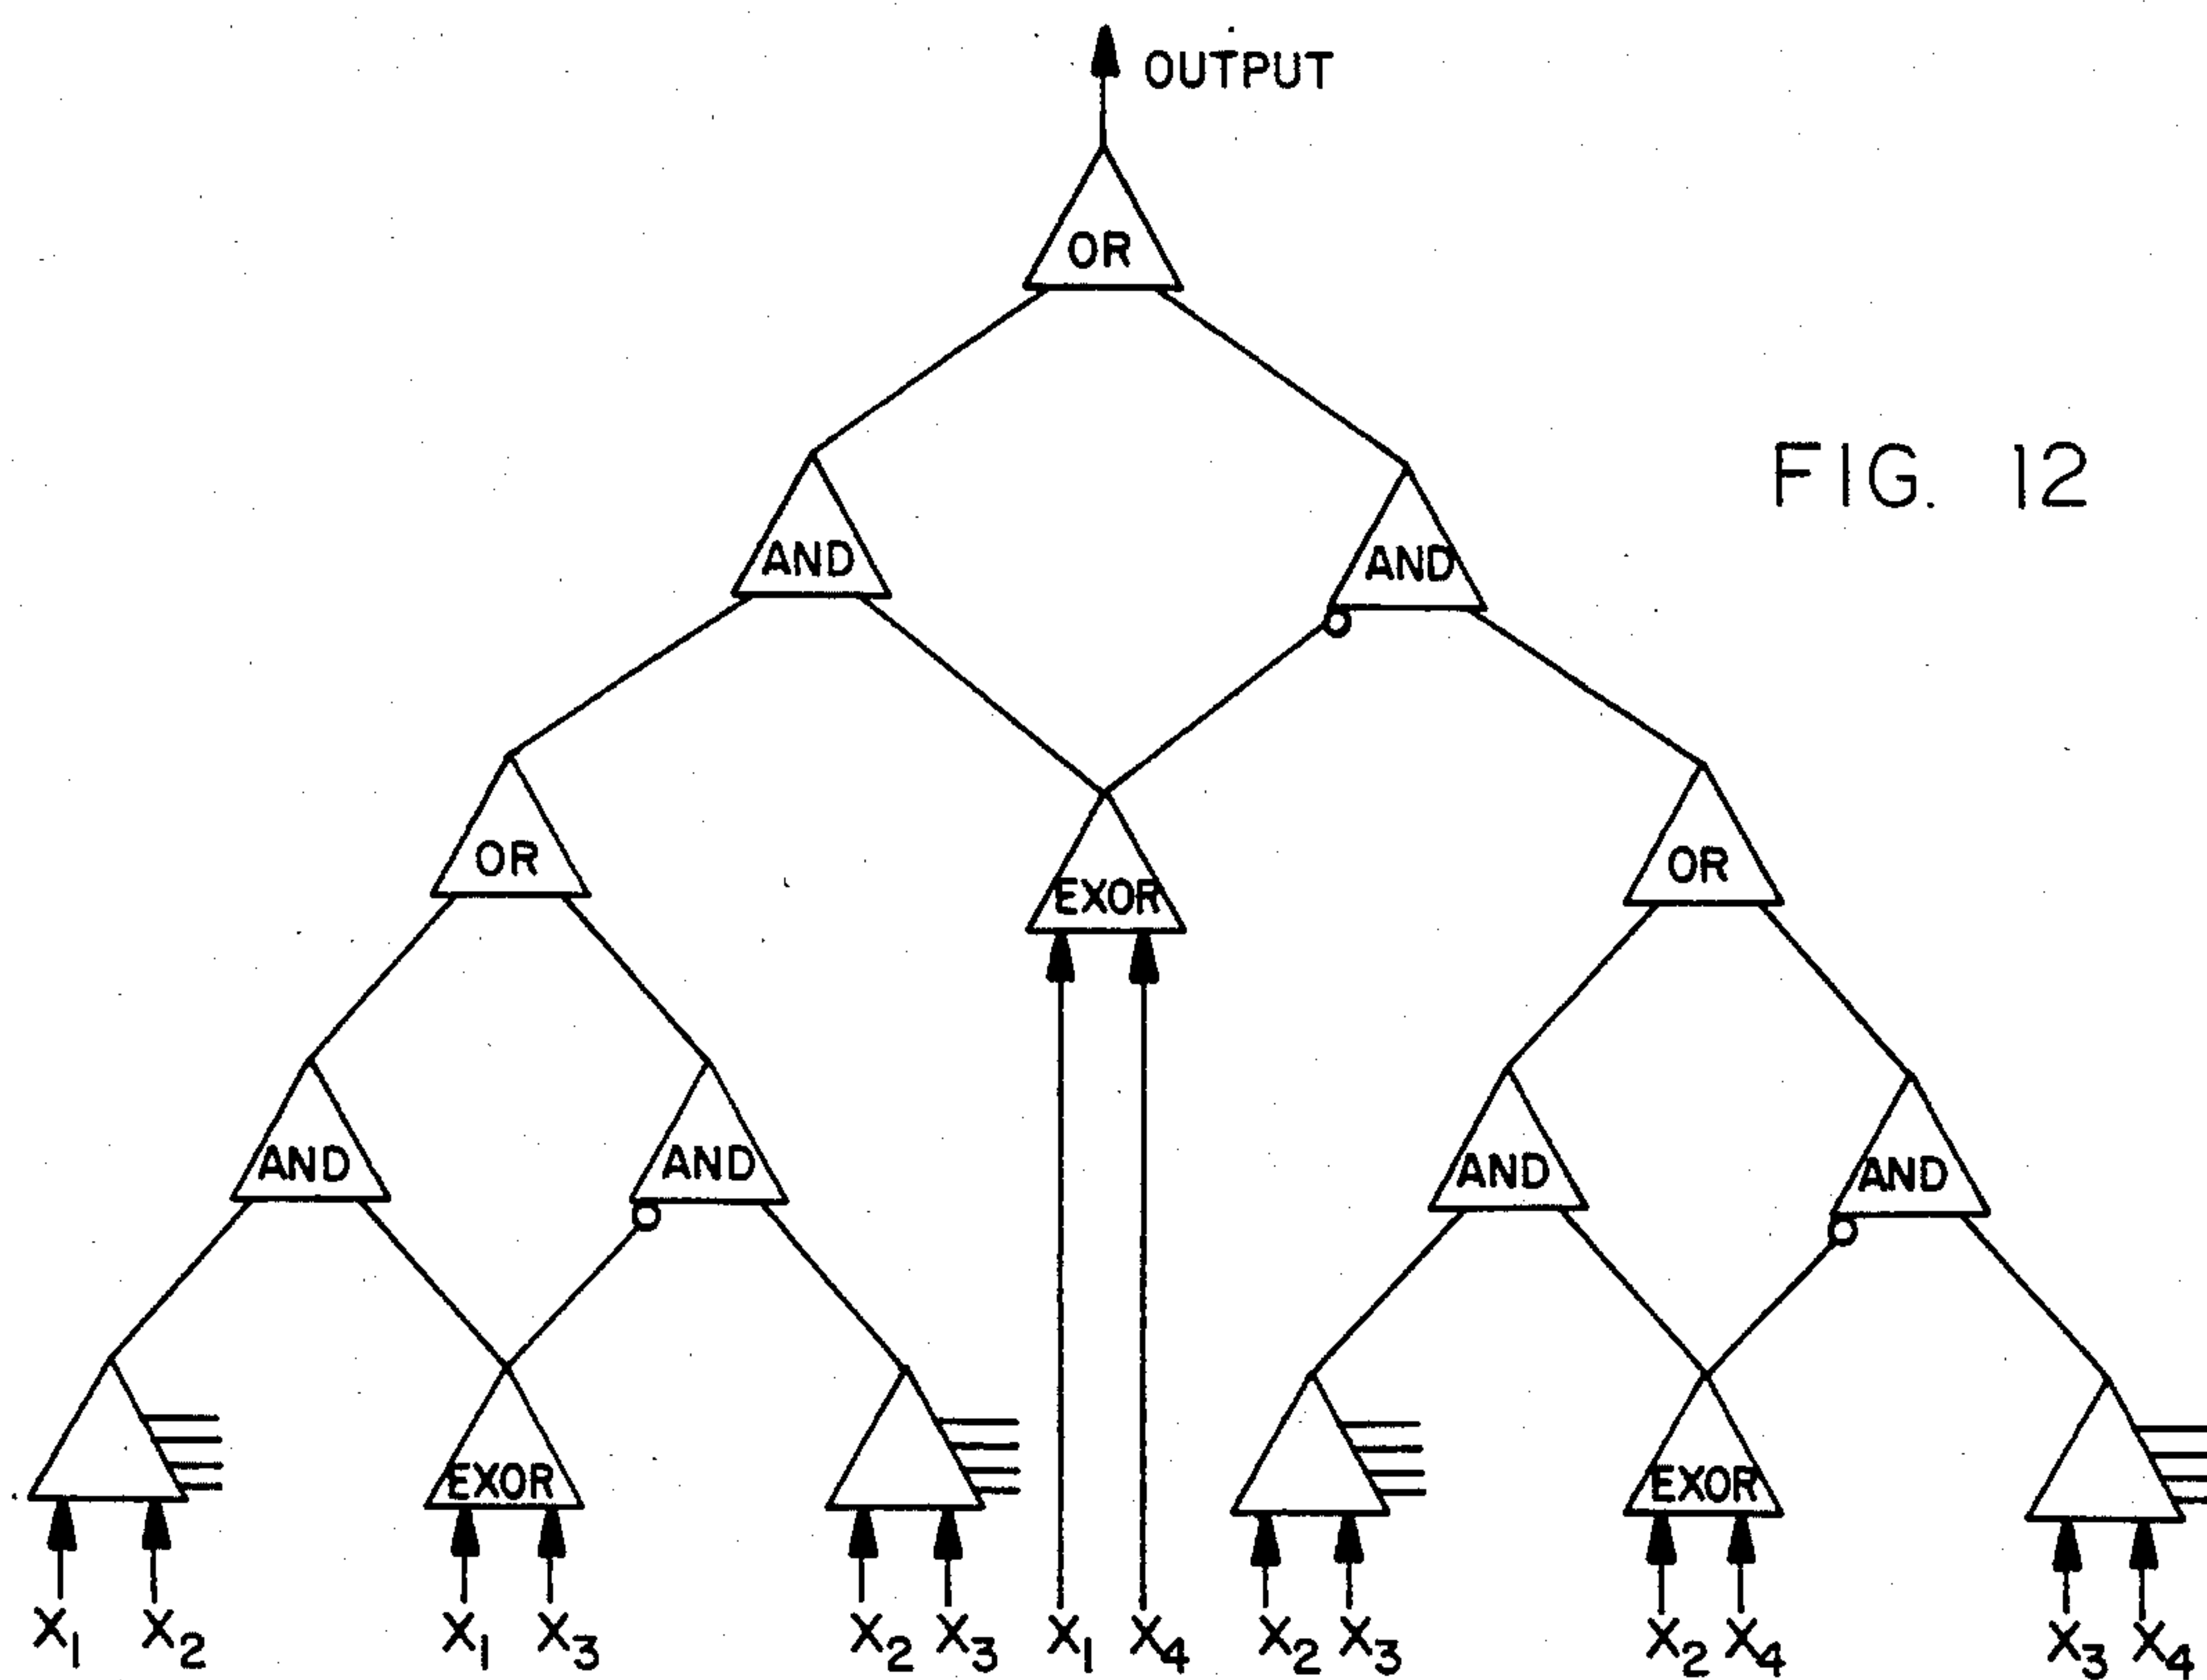 OUTPUT
OR
FIG. 12
AND AND
OR EXOR OR
AND AND AND AND
EXOR EXOR
X1 X2 X1 X3 X2 X3 X1 X4 X2 X3 X2 X4 X3 X4